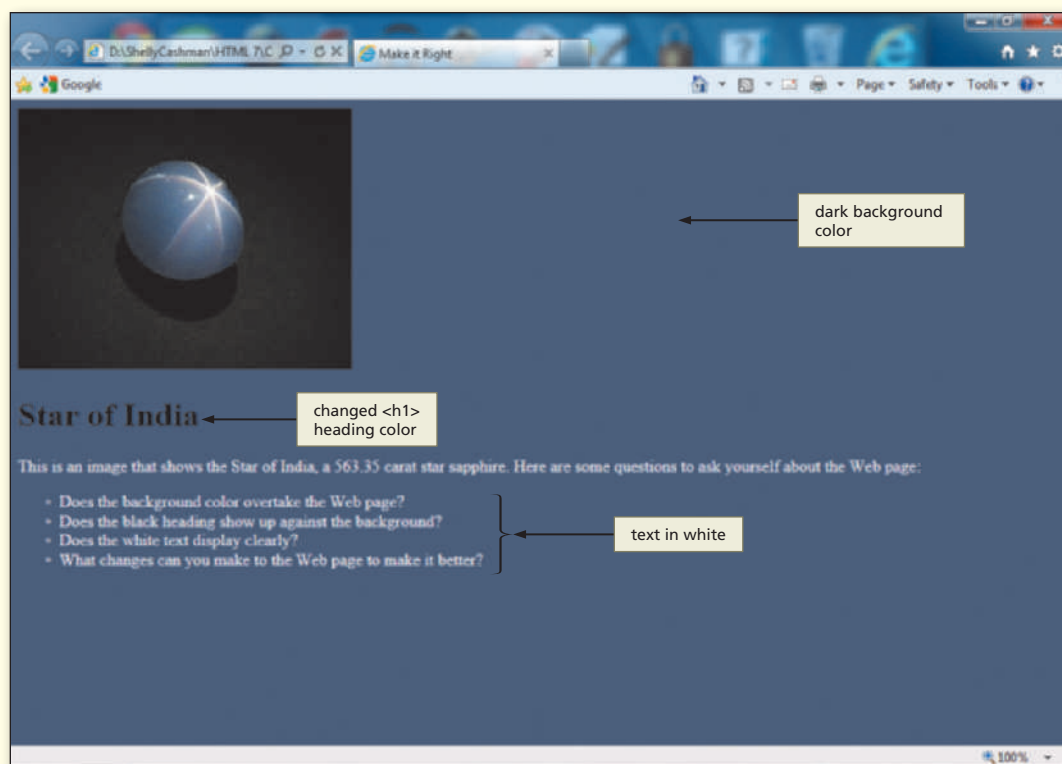 D:\ShellyCashman\HTML 7\C
Make it Right
Google
Page
Safety
Tools
dark background
color
Star of India
changed <h1>
heading color
This is an image that shows the Star of India, a 563.35 carat star sapphire. Here are some questions to ask yourself about the Web page:
• Does the background color overtake the Web page?
• Does the black heading show up against the background?
• Does the white text display clearly?
• What changes can you make to the Web page to make it better?
text in white
100%